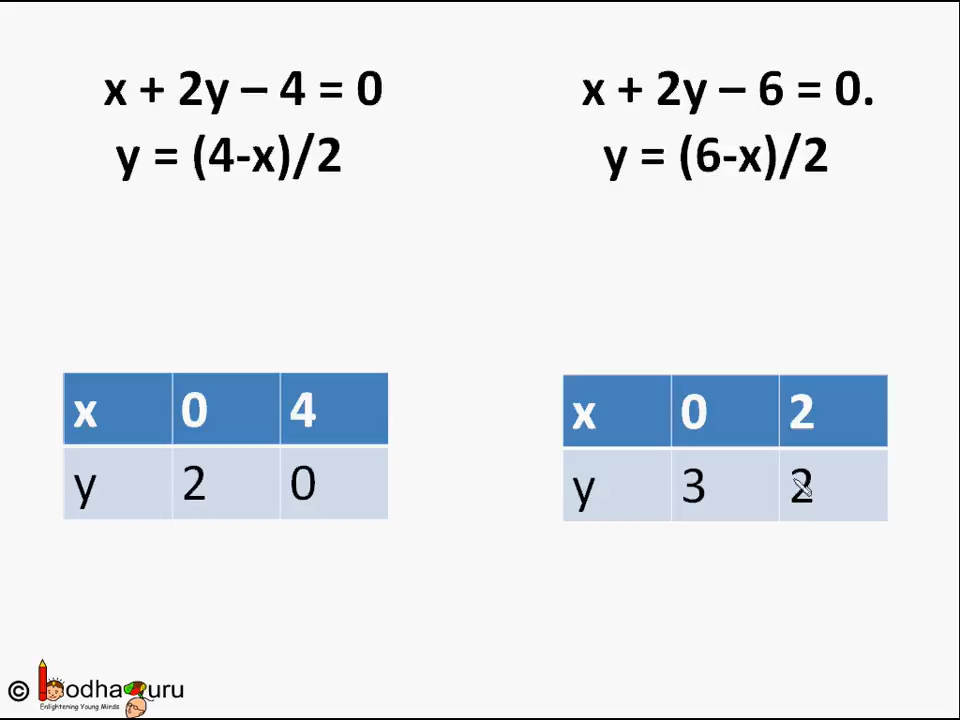 x + 2y – 4 = 0
y = (4-x)/2
x + 2y – 6 = 0.
y = (6-x)/2
x 0 4
y 2 0
x 0 2
y 3 2
© BodhaGuru
Enlightening Young Minds